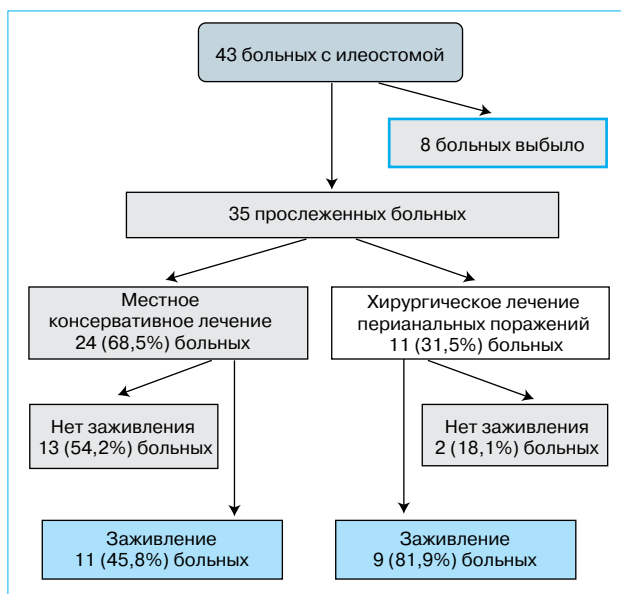 43 больных с илеостомой
8 больных выбыло
35 прослеженных больных
Местное
консервативное лечение
24 (68,5%) больных
Хирургическое лечение
перианальных поражений
11 (31,5%) больных
Нет заживления
13 (54,2%) больных
Нет заживления
2 (18,1%) больных
Заживление
11 (45,8%) больных
Заживление
9 (81,9%) больных